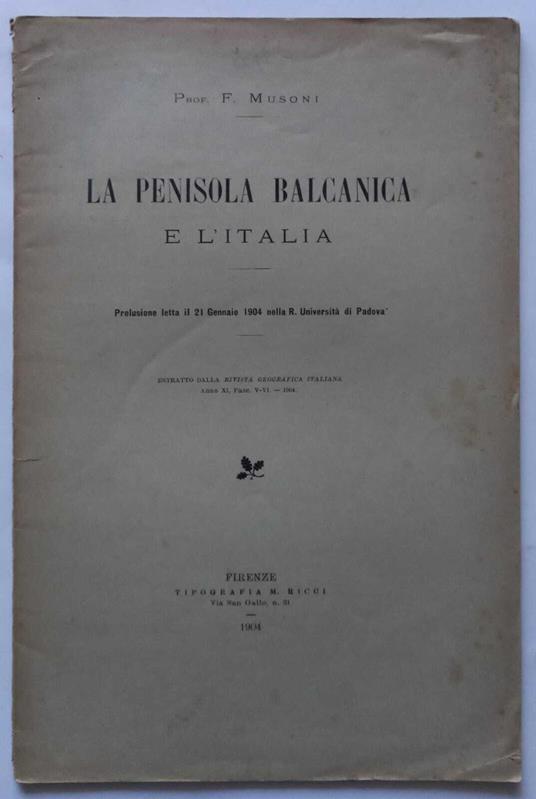 PROF. F. MUSONI
LA PENISOLA BALCANICA
E L'ITALIA
Prolusione letta il 21 Gennaio 1904 nella R. Università di Padova
ESTRATTO DALLA RIVISTA GEOGRAFICA ITALIANA
Anno XI, Fasc. V-VI. — 1904.
FIRENZE
TIPOGRAFIA M. RICCI
Via San Gallo, n. 31
1904